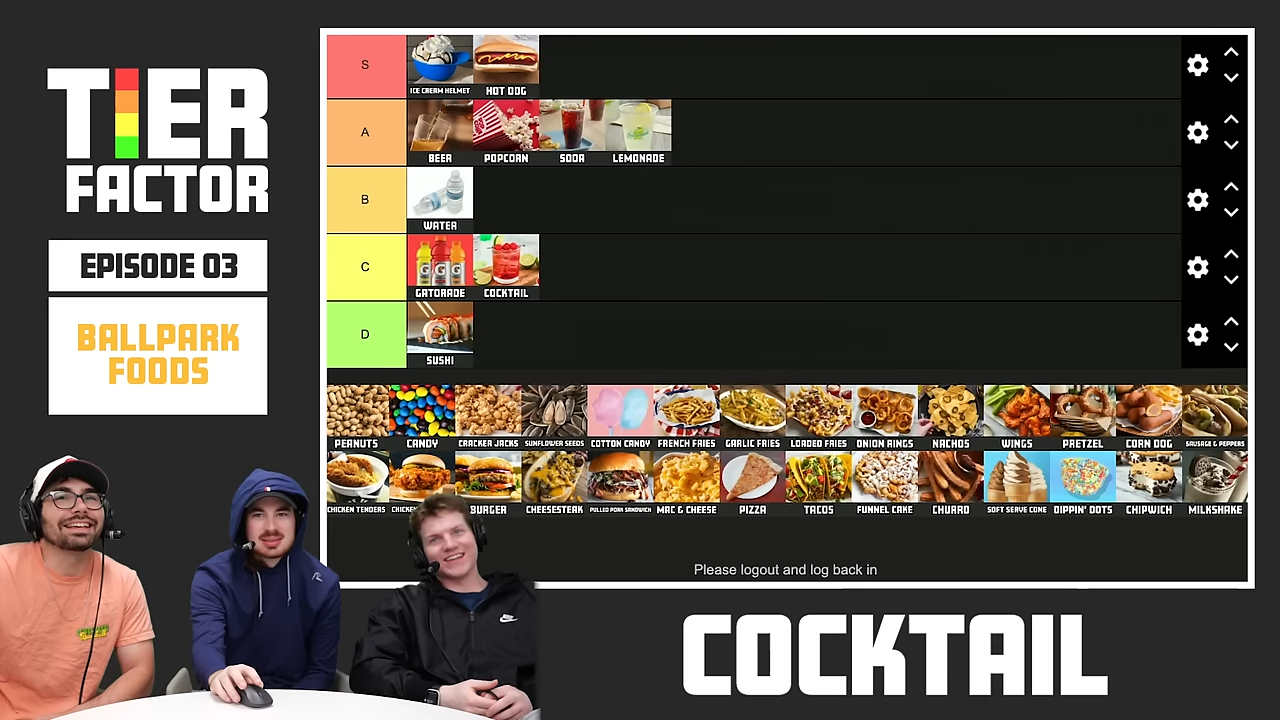 TIER
FACTOR
EPISODE 03
BALLPARK
FOODS
S
ICE CREAM HELMET HOT DOG
A
BEER POPCORN SODA LEMONADE
B
WATER
C
GATORADE COCKTAIL
D
SUSHI
PEANUTS CANDY CRACKER JACKS SUNFLOWER SEEDS COTTON CANDY FRENCH FRIES GARLIC FRIES LOADED FRIES ONION RINGS NACHOS WINGS PRETZEL CORN DOG SAUSAGE & PEPPERS
CHICKEN TENDERS BURGER CHEESESTEAK PULLED PORK SANDWICH MAC & CHEESE PIZZA TACOS FUNNEL CAKE CHURRO SOFT SERVE CONE DIPPIN' DOTS CHIPWICH MILKSHAKE
Please logout and log back in
COCKTAIL